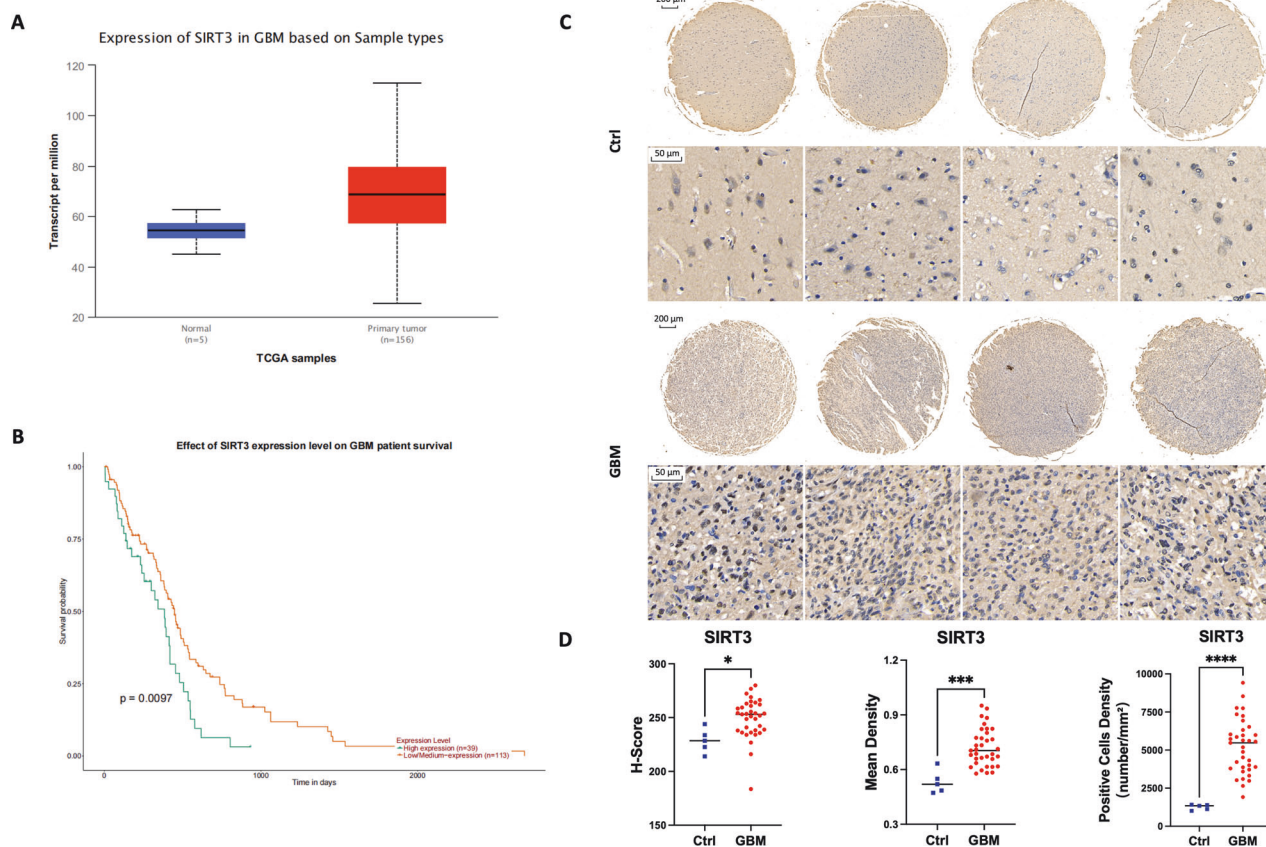 A
Expression of SIRT3 in GBM based on Sample types
120
100
80
60
40
20
Transcript per million
Normal
(n=5)
Primary tumor
(n=156)
TCGA samples
B
Effect of SIRT3 expression level on GBM patient survival
1.00
0.75
0.50
0.25
0.00
Survival probability
p = 0.0097
Expression Level
High expression (n=39)
Low/Medium-expression (n=113)
0
1000
2000
Time in days
C
200 µm
Ctrl
50 µm
200 µm
GBM
50 µm
D
SIRT3
*
300
250
200
150
H-Score
Ctrl
GBM
SIRT3
***
1.2
0.9
0.6
0.3
Mean Density
Ctrl
GBM
SIRT3
****
10000
7500
5000
2500
0
Positive Cells Density
(number/mm²)
Ctrl
GBM